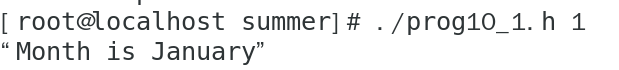 [root@localhost summer]# ./prog10_1.h 1
“Month is January”